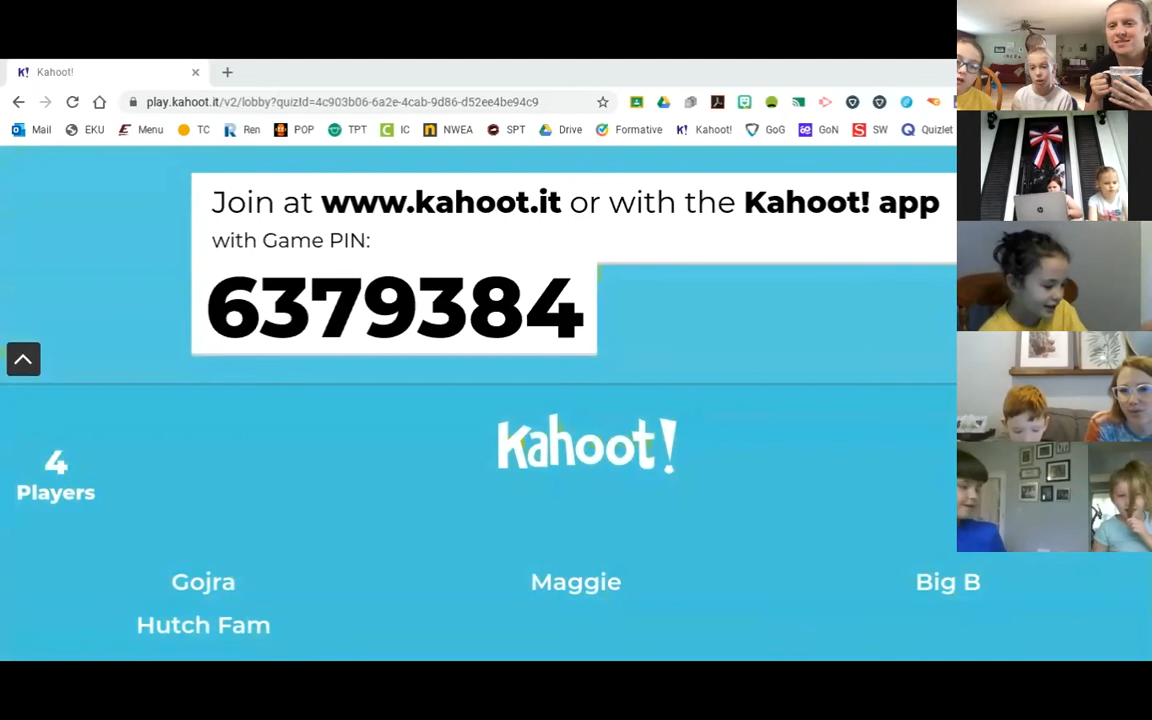 K! Kahoot!
play.kahoot.it/v2/lobby?quizId=4c903b06-6a2e-4cab-9d86-d52ee4be94c9
Mail EKU Menu TC Ren POP TPT IC NWEA SPT Drive Formative K! Kahoot! GoG GoN SW Quizlet
Join at www.kahoot.it or with the Kahoot! app
with Game PIN:
6379384
Kahoot!
4
Players
Gojra Maggie Big B
Hutch Fam